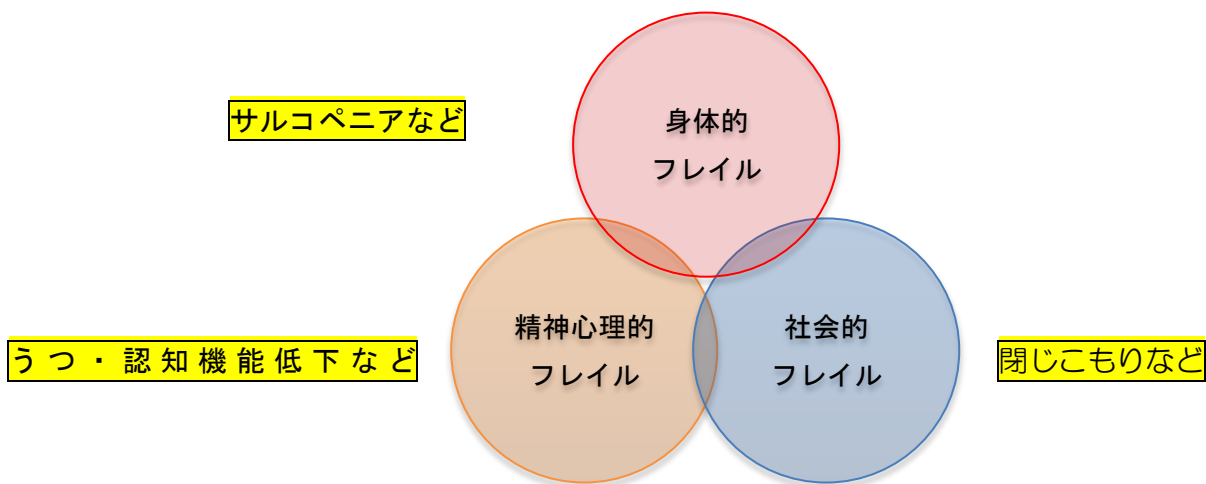 サルコペニアなど
身体的
フレイル
うつ・認知機能低下など
精神心理的
フレイル
社会的
フレイル
閉じこもりなど